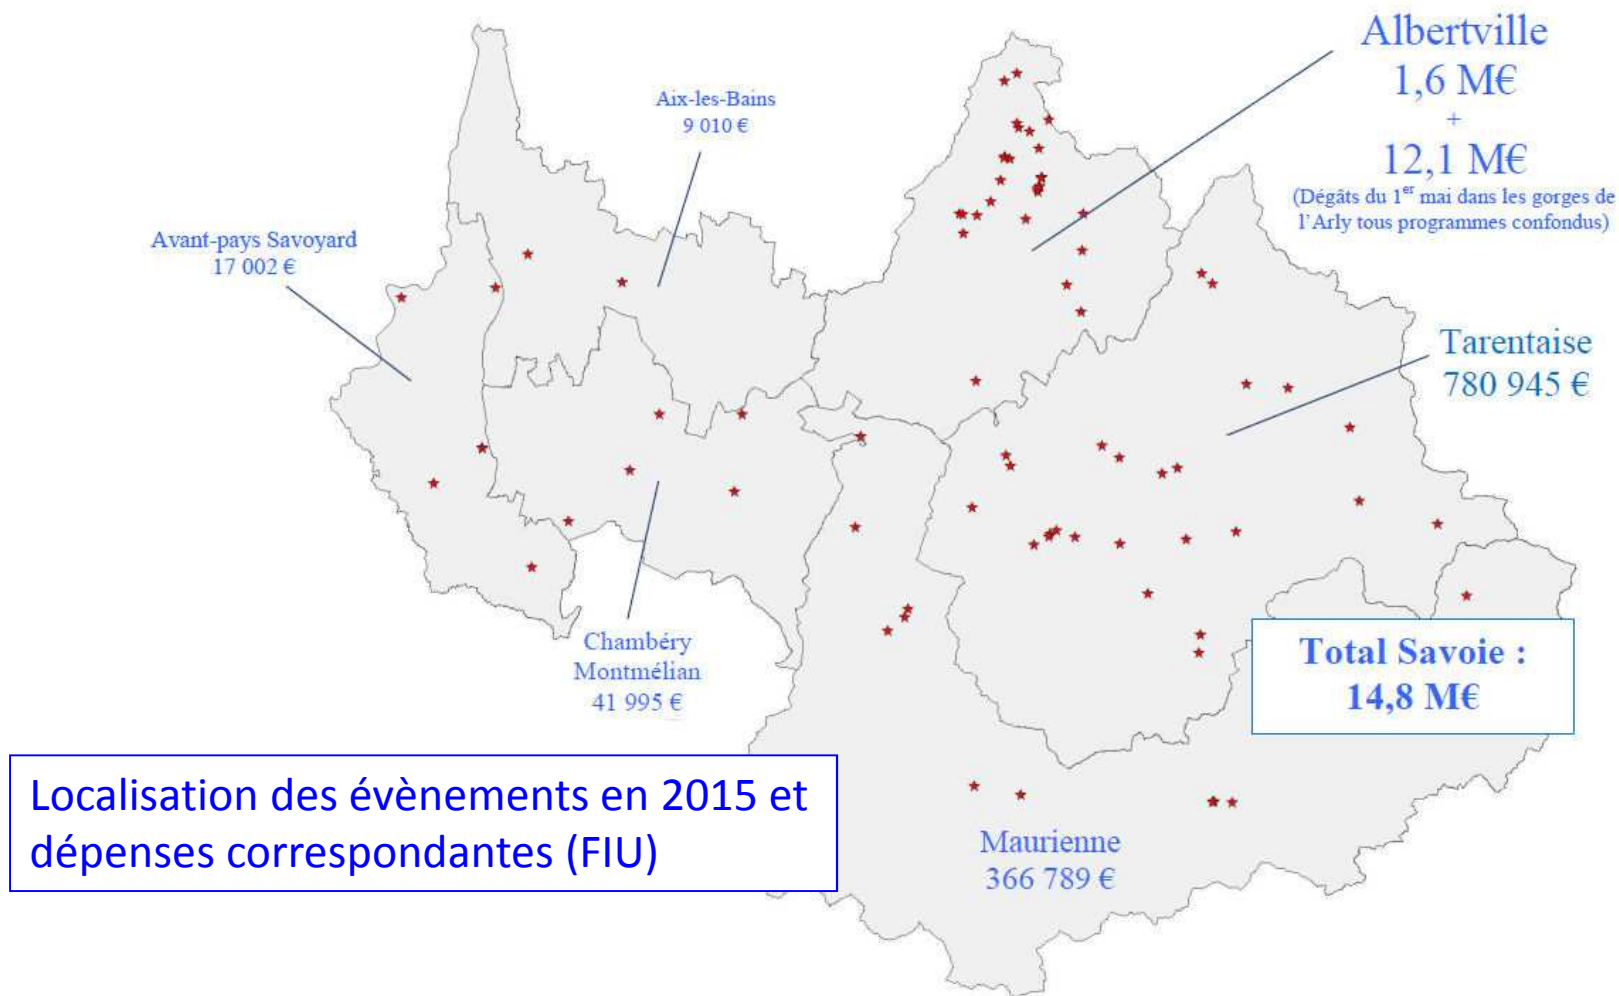 Albertville
1,6 M€
+
12,1 M€
(Dégâts du 1er mai dans les gorges de
l'Arly tous programmes confondus)
Aix-les-Bains
9 010 €
Avant-pays Savoyard
17 002 €
Tarentaise
780 945 €
Chambéry
Montmélian
41 995 €
Total Savoie :
14,8 M€
Localisation des évènements en 2015 et
dépenses correspondantes (FIU)
Maurienne
366 789 €